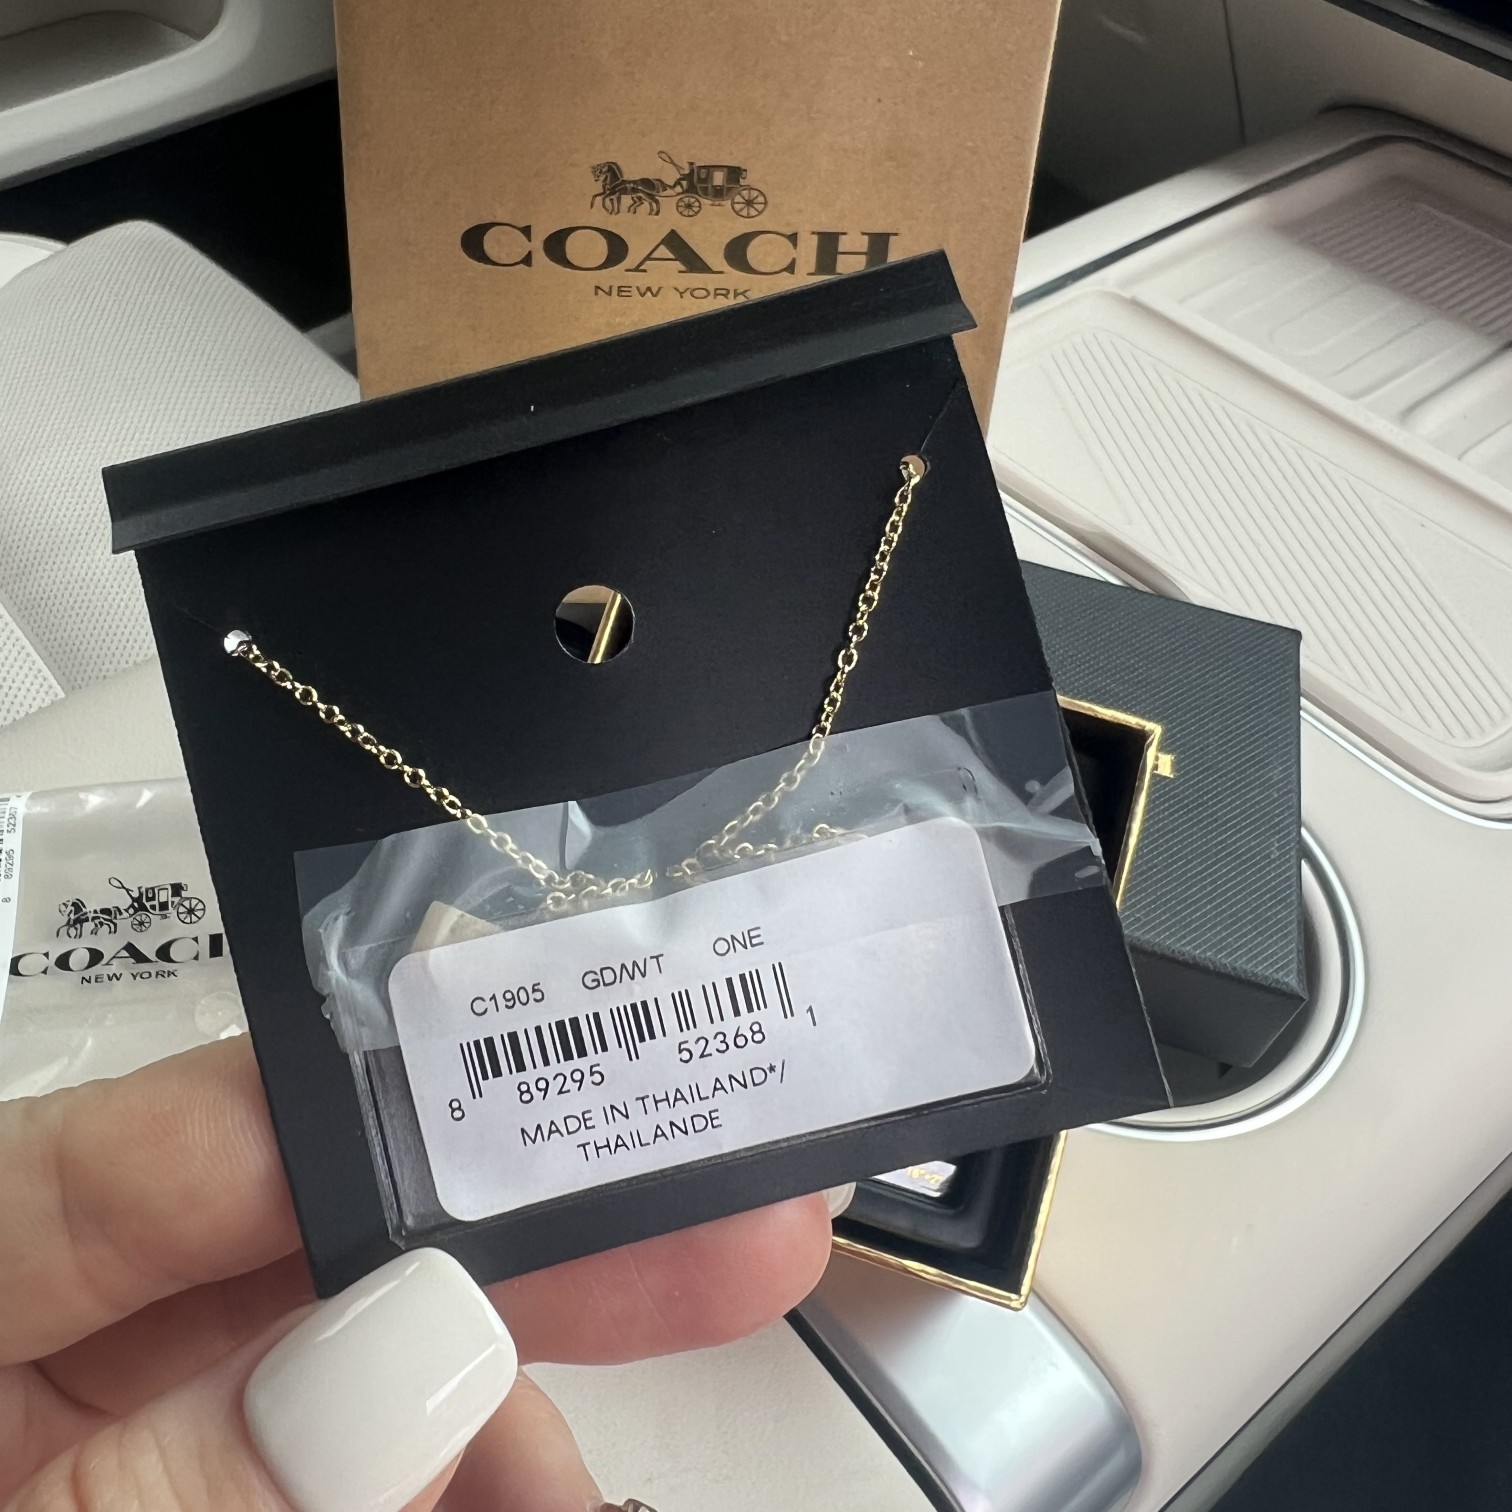 COACH
NEW YORK
COACH
NEW YORK
C1905 GD/WT ONE
8 89295 52368 1
MADE IN THAILAND*/
THAILANDE